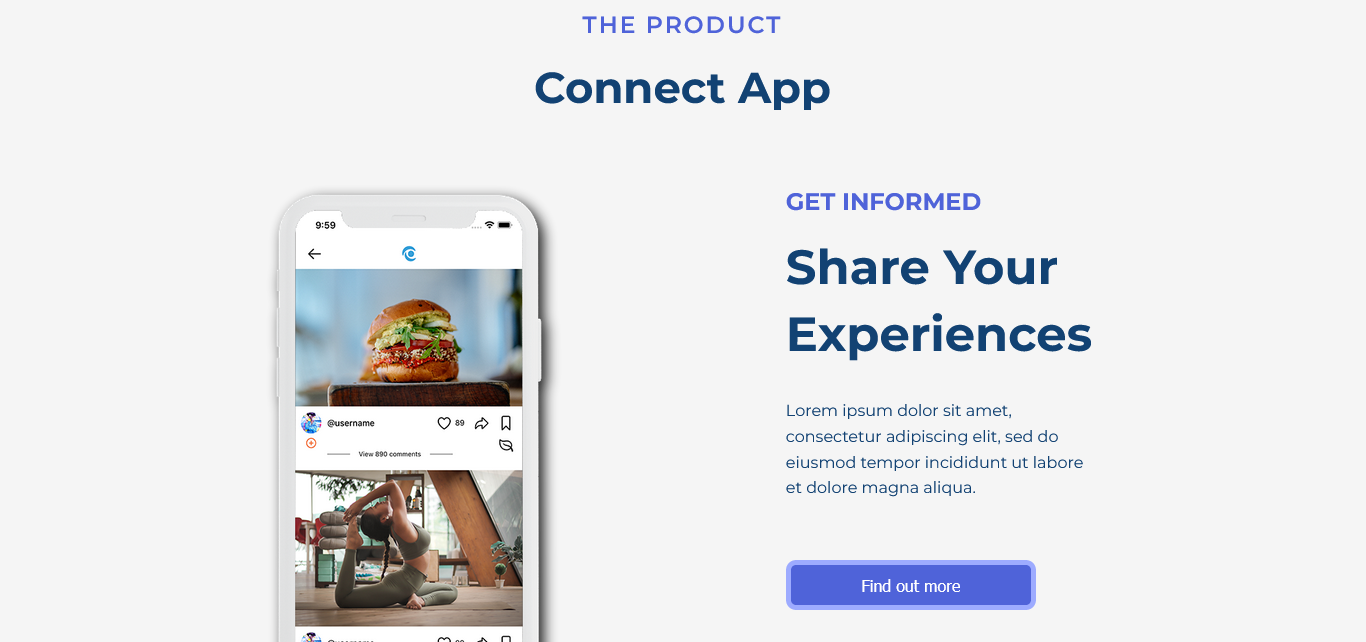 THE PRODUCT
Connect App
9:59
@username
89
View 890 comments
GET INFORMED
Share Your
Experiences
Lorem ipsum dolor sit amet,
consectetur adipiscing elit, sed do
eiusmod tempor incididunt ut labore
et dolore magna aliqua.
Find out more